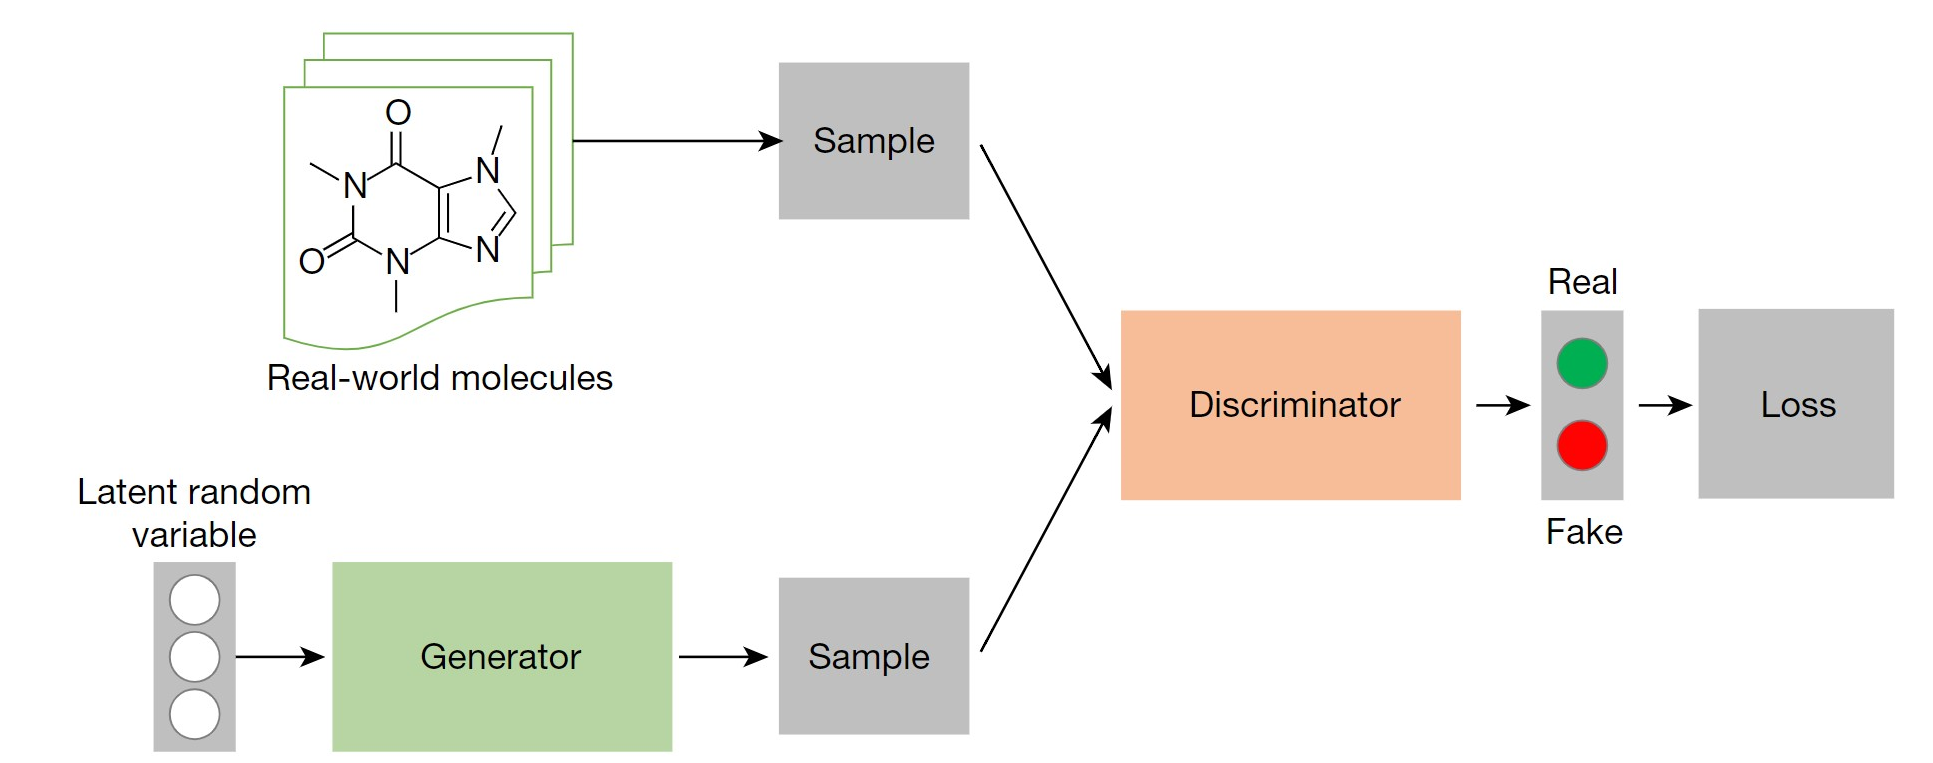 O
N
N
O
N
N
Real-world molecules
Sample
Latent random
variable
Generator
Sample
Discriminator
Real
Fake
Loss